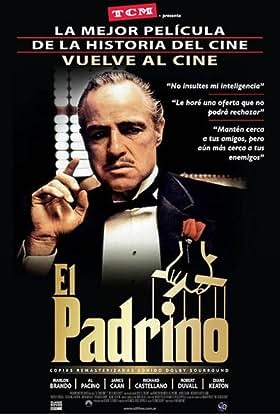 TCM presenta
LA MEJOR PELÍCULA
DE LA HISTORIA DEL CINE
VUELVE AL CINE
“No insultes mi inteligencia”
“Le haré una oferta que no
podrá rechazar”
“Mantén cerca
a tus amigos, pero
aún más cerca a tus
enemigos”
El
Padrino
COPIAS REMASTERIZADAS SONIDO DOLBY SOURROUND
MARLON BRANDO
AL PACINO
JAMES CAAN
RICHARD CASTELLANO
ROBERT DUVALL
DIANE KEATON